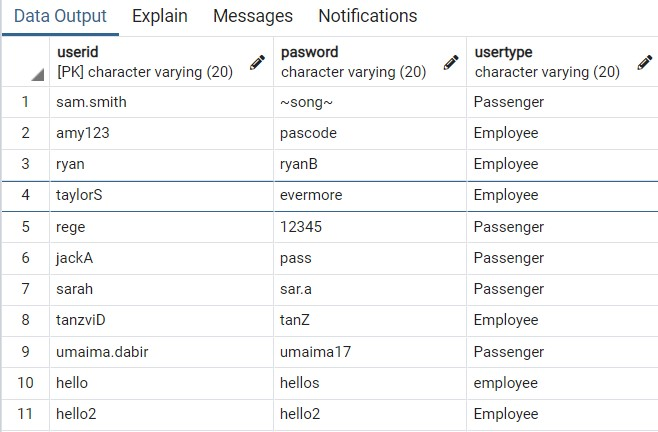 Data Output Explain Messages Notifications
userid pasword usertype
[PK] character varying (20) character varying (20) character varying (20)
1 sam.smith ~song~ Passenger
2 amy123 pascode Employee
3 ryan ryanB Employee
4 taylorS evermore Employee
5 rege 12345 Passenger
6 jackA pass Passenger
7 sarah sar.a Passenger
8 tanzviD tanZ Employee
9 umaima.dabir umaima17 Passenger
10 hello hellos employee
11 hello2 hello2 Employee